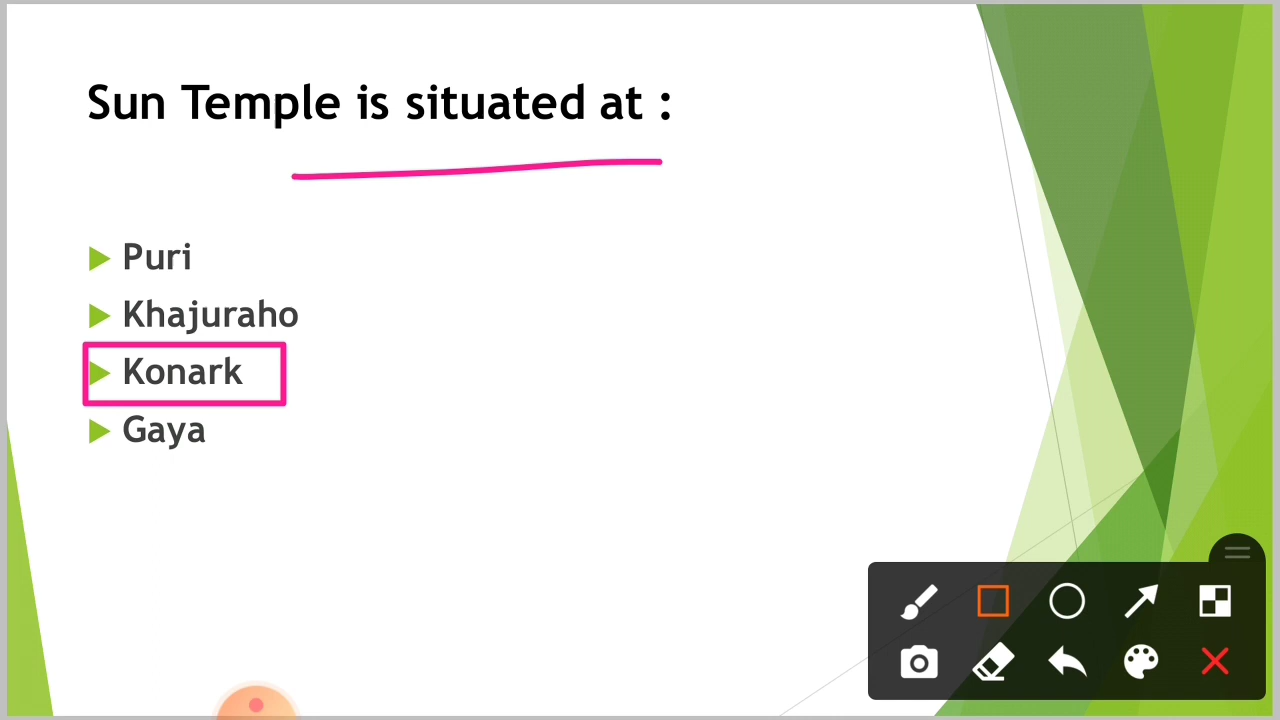 Sun Temple is situated at :
Puri
Khajuraho
Konark
Gaya